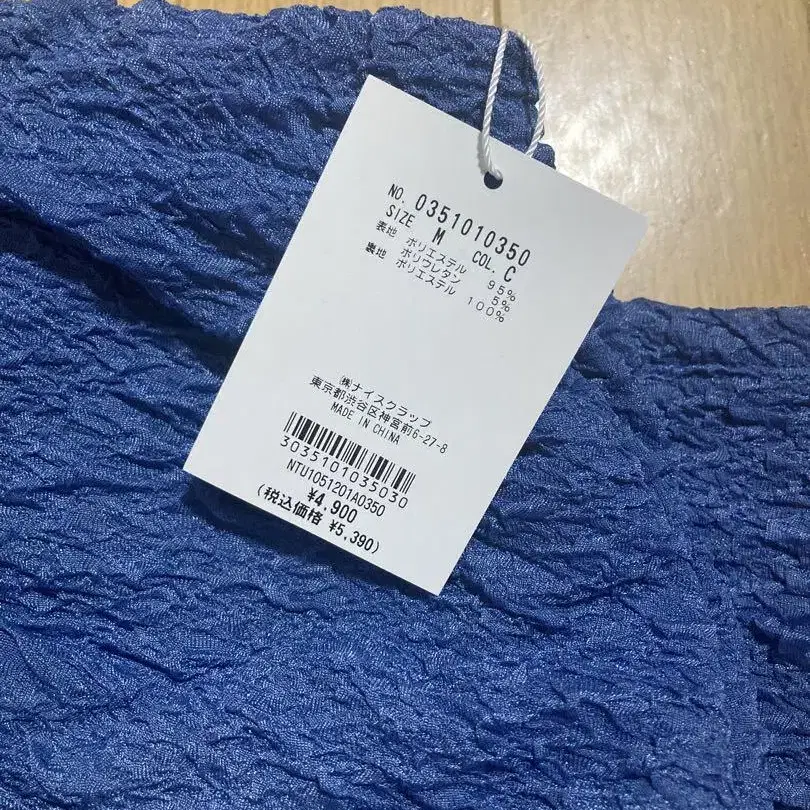 NO. 0351010350
SIZE M COL. C
表地 ポリエステル 95%
ポリウレタン 5%
裏地 ポリエステル 100%
㈱ナイスクラップ
東京都渋谷区神宮前6-27-8
MADE IN CHINA
3035101035030
NTU1051201A0350
¥4,900
(税込価格 ¥5,390)